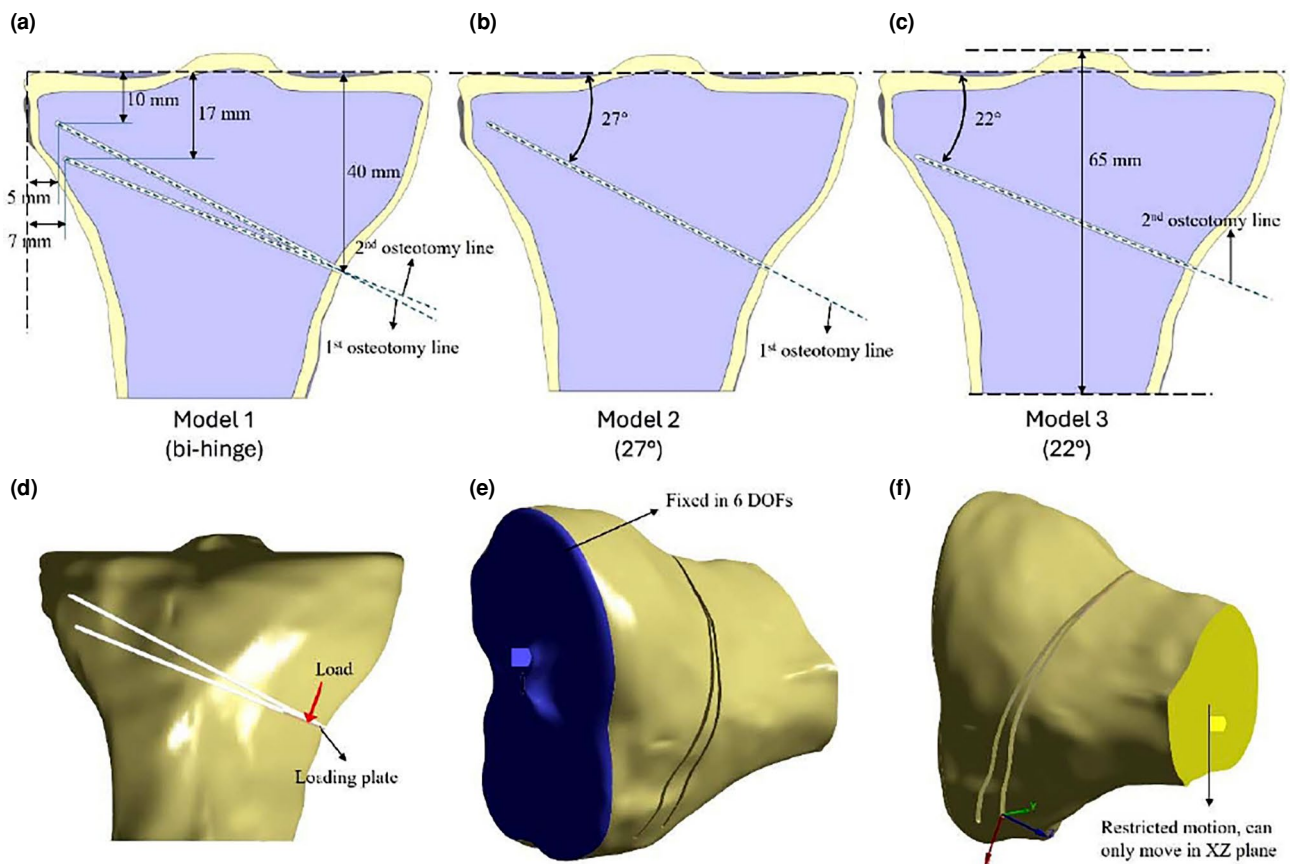 (a)
10 mm
17 mm
40 mm
5 mm
7 mm
2nd osteotomy line
1st osteotomy line
Model 1
(bi-hinge)
(b)
27°
1st osteotomy line
Model 2
(27°)
(c)
22°
65 mm
2nd osteotomy line
Model 3
(22°)
(d)
Load
Loading plate
(e)
Fixed in 6 DOFs
(f)
Y
Restricted motion, can
only move in XZ plane